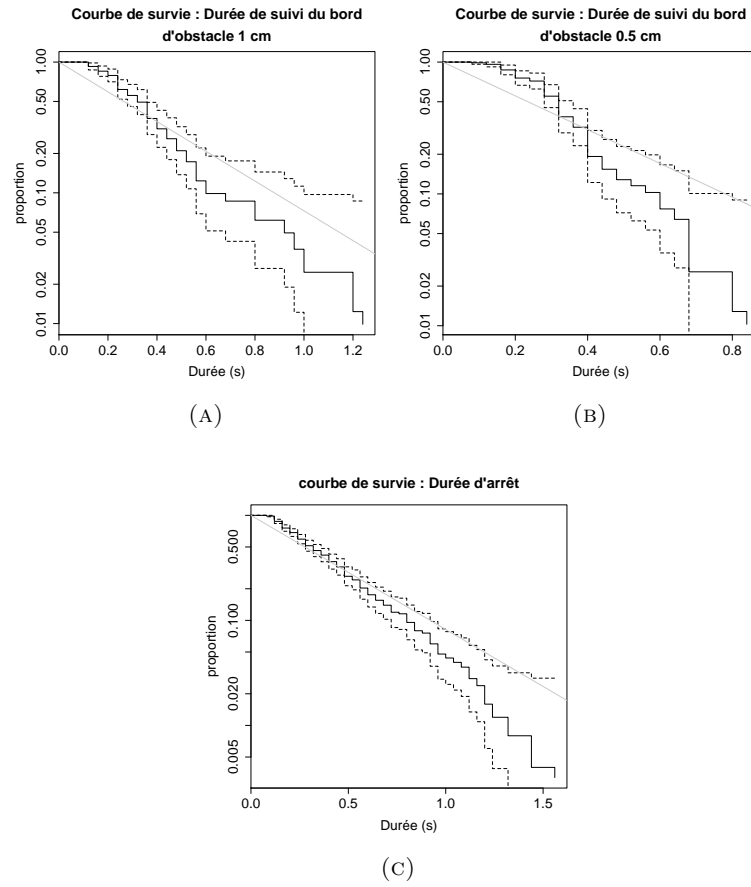 Courbe de survie : Durée de suivi du bord
d'obstacle 1 cm
1.00
0.50
0.20
0.10
0.05
0.02
0.01
proportion
0.0 0.2 0.4 0.6 0.8 1.0 1.2
Durée (s)
(A)
Courbe de survie : Durée de suivi du bord
d'obstacle 0.5 cm
1.00
0.50
0.20
0.10
0.05
0.02
0.01
proportion
0.0 0.2 0.4 0.6 0.8
Durée (s)
(B)
courbe de survie : Durée d'arrêt
0.500
0.100
0.020
0.005
proportion
0.0 0.5 1.0 1.5
Durée (s)
(C)